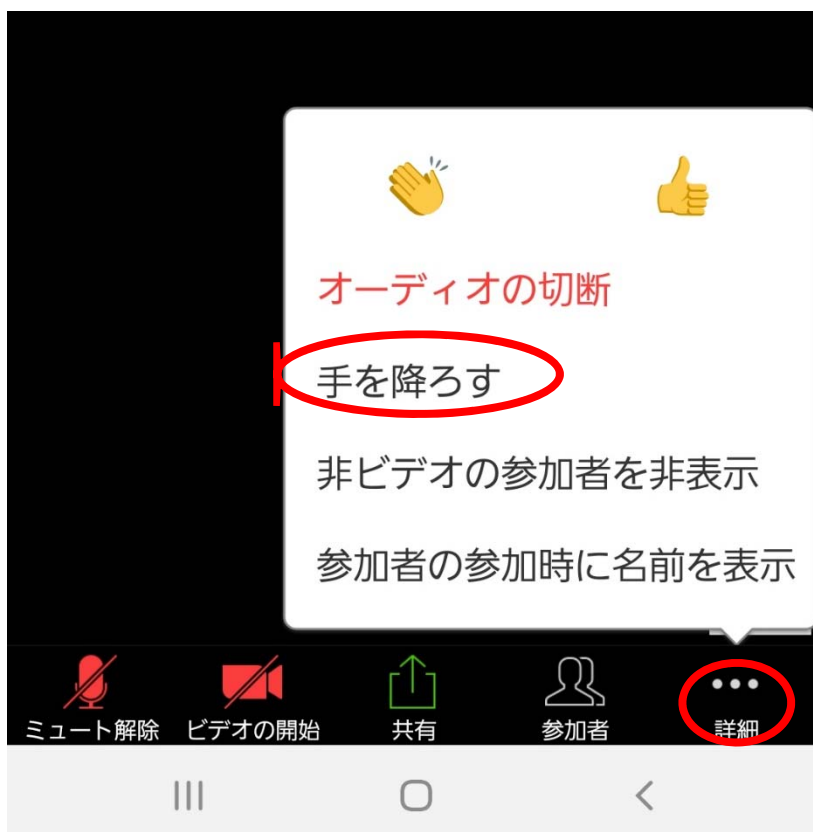 オーディオの切断
手を降ろす
非ビデオの参加者を非表示
参加者の参加時に名前を表示
ミュート解除 ビデオの開始 共有 参加者 詳細